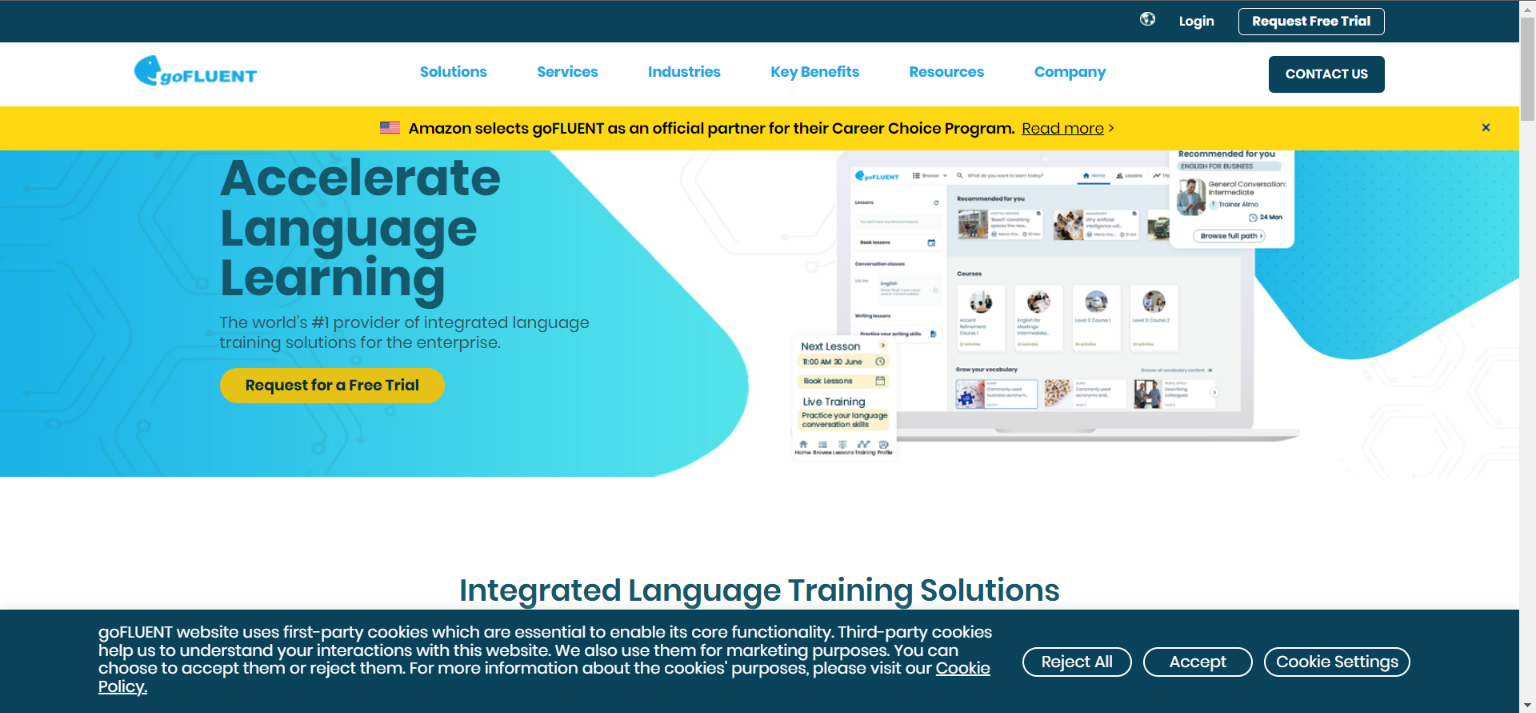 Login
Request Free Trial
goFLUENT
Solutions
Services
Industries
Key Benefits
Resources
Company
CONTACT US
Amazon selects goFLUENT as an official partner for their Career Choice Program. Read more >
×
Accelerate
Language
Learning
The world's #1 provider of integrated language
training solutions for the enterprise.
Request for a Free Trial
goFLUENT
Browse
What do you want to learn today?
Home
Lessons
Lessons
Book lessons
Conversation classes
English
Writing lessons
Practice your writing skills
Recommended for you
Courses
Accent
Refinement
Course 1
English for
Meetings
Intermediate...
Level 2: Course 1
Level 2: Course 2
Grow your vocabulary
Browse all vocabulary content
Commonly used
business acronym...
Commonly used
acronyms and...
Describing
colleagues
Recommended for you
ENGLISH FOR BUSINESS
General Conversation:
Intermediate
Trainer Almo
24 Man
Browse full path >
Next Lesson
11:00 AM 30 June
Book Lessons
Live Training
Practice your language
conversation skills
Home Browse Lessons Training Profile
Integrated Language Training Solutions
goFLUENT website uses first-party cookies which are essential to enable its core functionality. Third-party cookies
help us to understand your interactions with this website. We also use them for marketing purposes. You can
choose to accept them or reject them. For more information about the cookies' purposes, please visit our Cookie
Policy.
Reject All
Accept
Cookie Settings